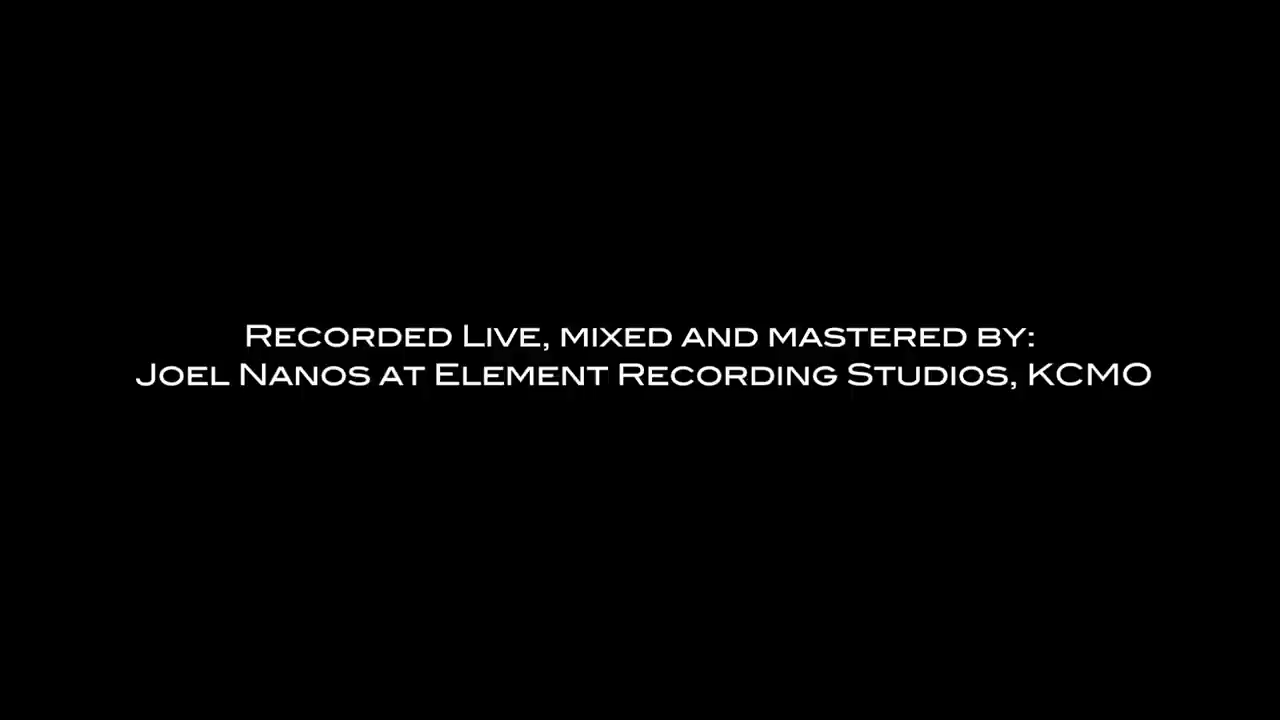 Recorded Live, mixed and mastered by:
Joel Nanos at Element Recording Studios, KCMO